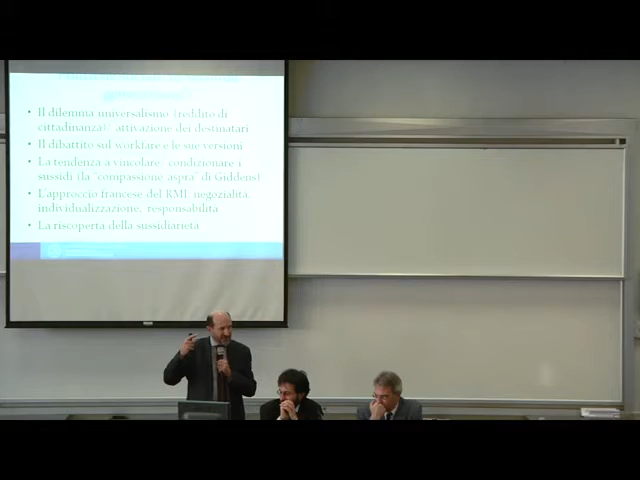 • Il dilemma universalismo (reddito di
cittadinanza)/ attivazione dei destinatari
• Il dibattito sul workfare e le sue versioni
• La tendenza a vincolare/ condizionare i
sussidi (la "compassione aspra" di Giddens)
• L'approccio francese del RMI: negozialità,
individualizzazione, responsabilità
• La riscoperta della sussidiarietà